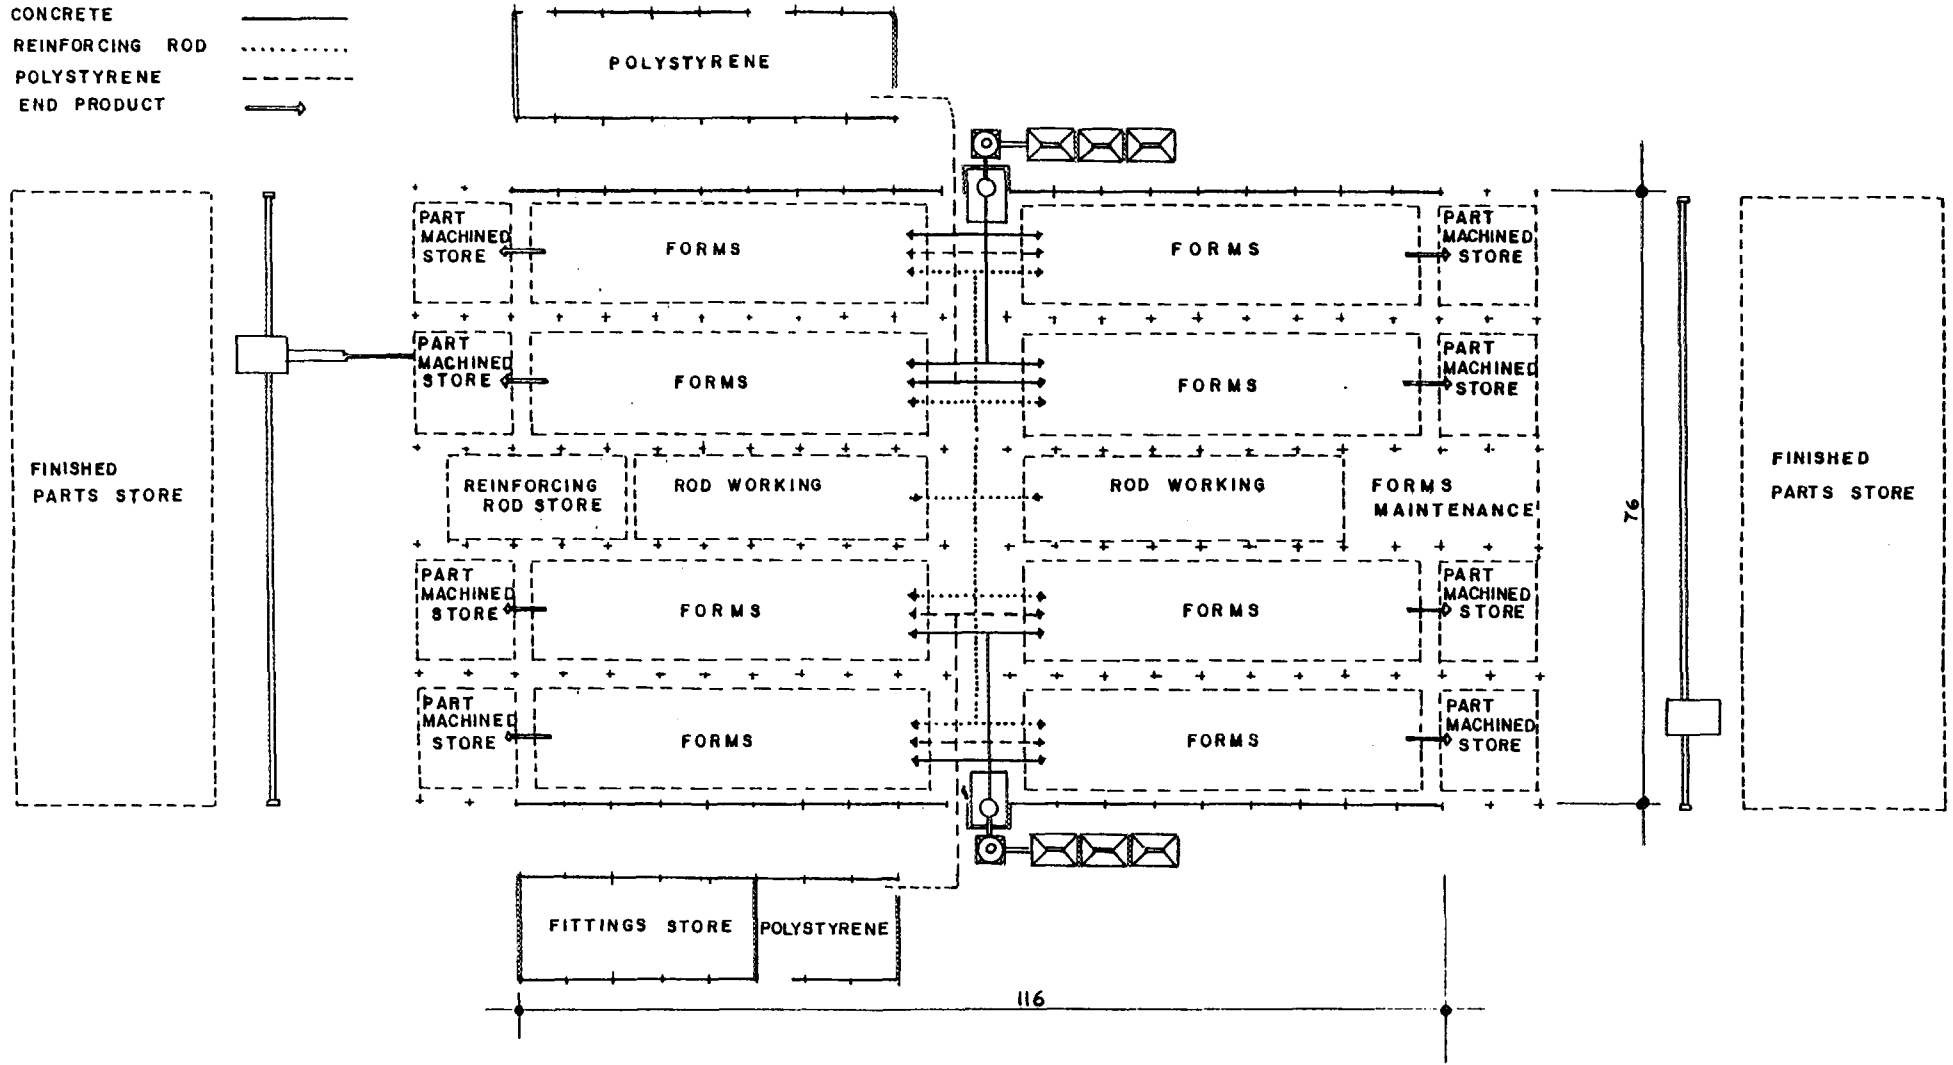 CONCRETE
REINFORCING ROD
POLYSTYRENE
END PRODUCT
POLYSTYRENE
PART
MACHINED
STORE
FORMS
FORMS
PART
MACHINED
STORE
PART
MACHINED
STORE
FORMS
FORMS
PART
MACHINED
STORE
FINISHED
PARTS STORE
REINFORCING
ROD STORE
ROD WORKING
ROD WORKING
FORMS
MAINTENANCE
76
FINISHED
PARTS STORE
PART
MACHINED
STORE
FORMS
FORMS
PART
MACHINED
STORE
PART
MACHINED
STORE
FORMS
FORMS
PART
MACHINED
STORE
FITTINGS STORE
POLYSTYRENE
116